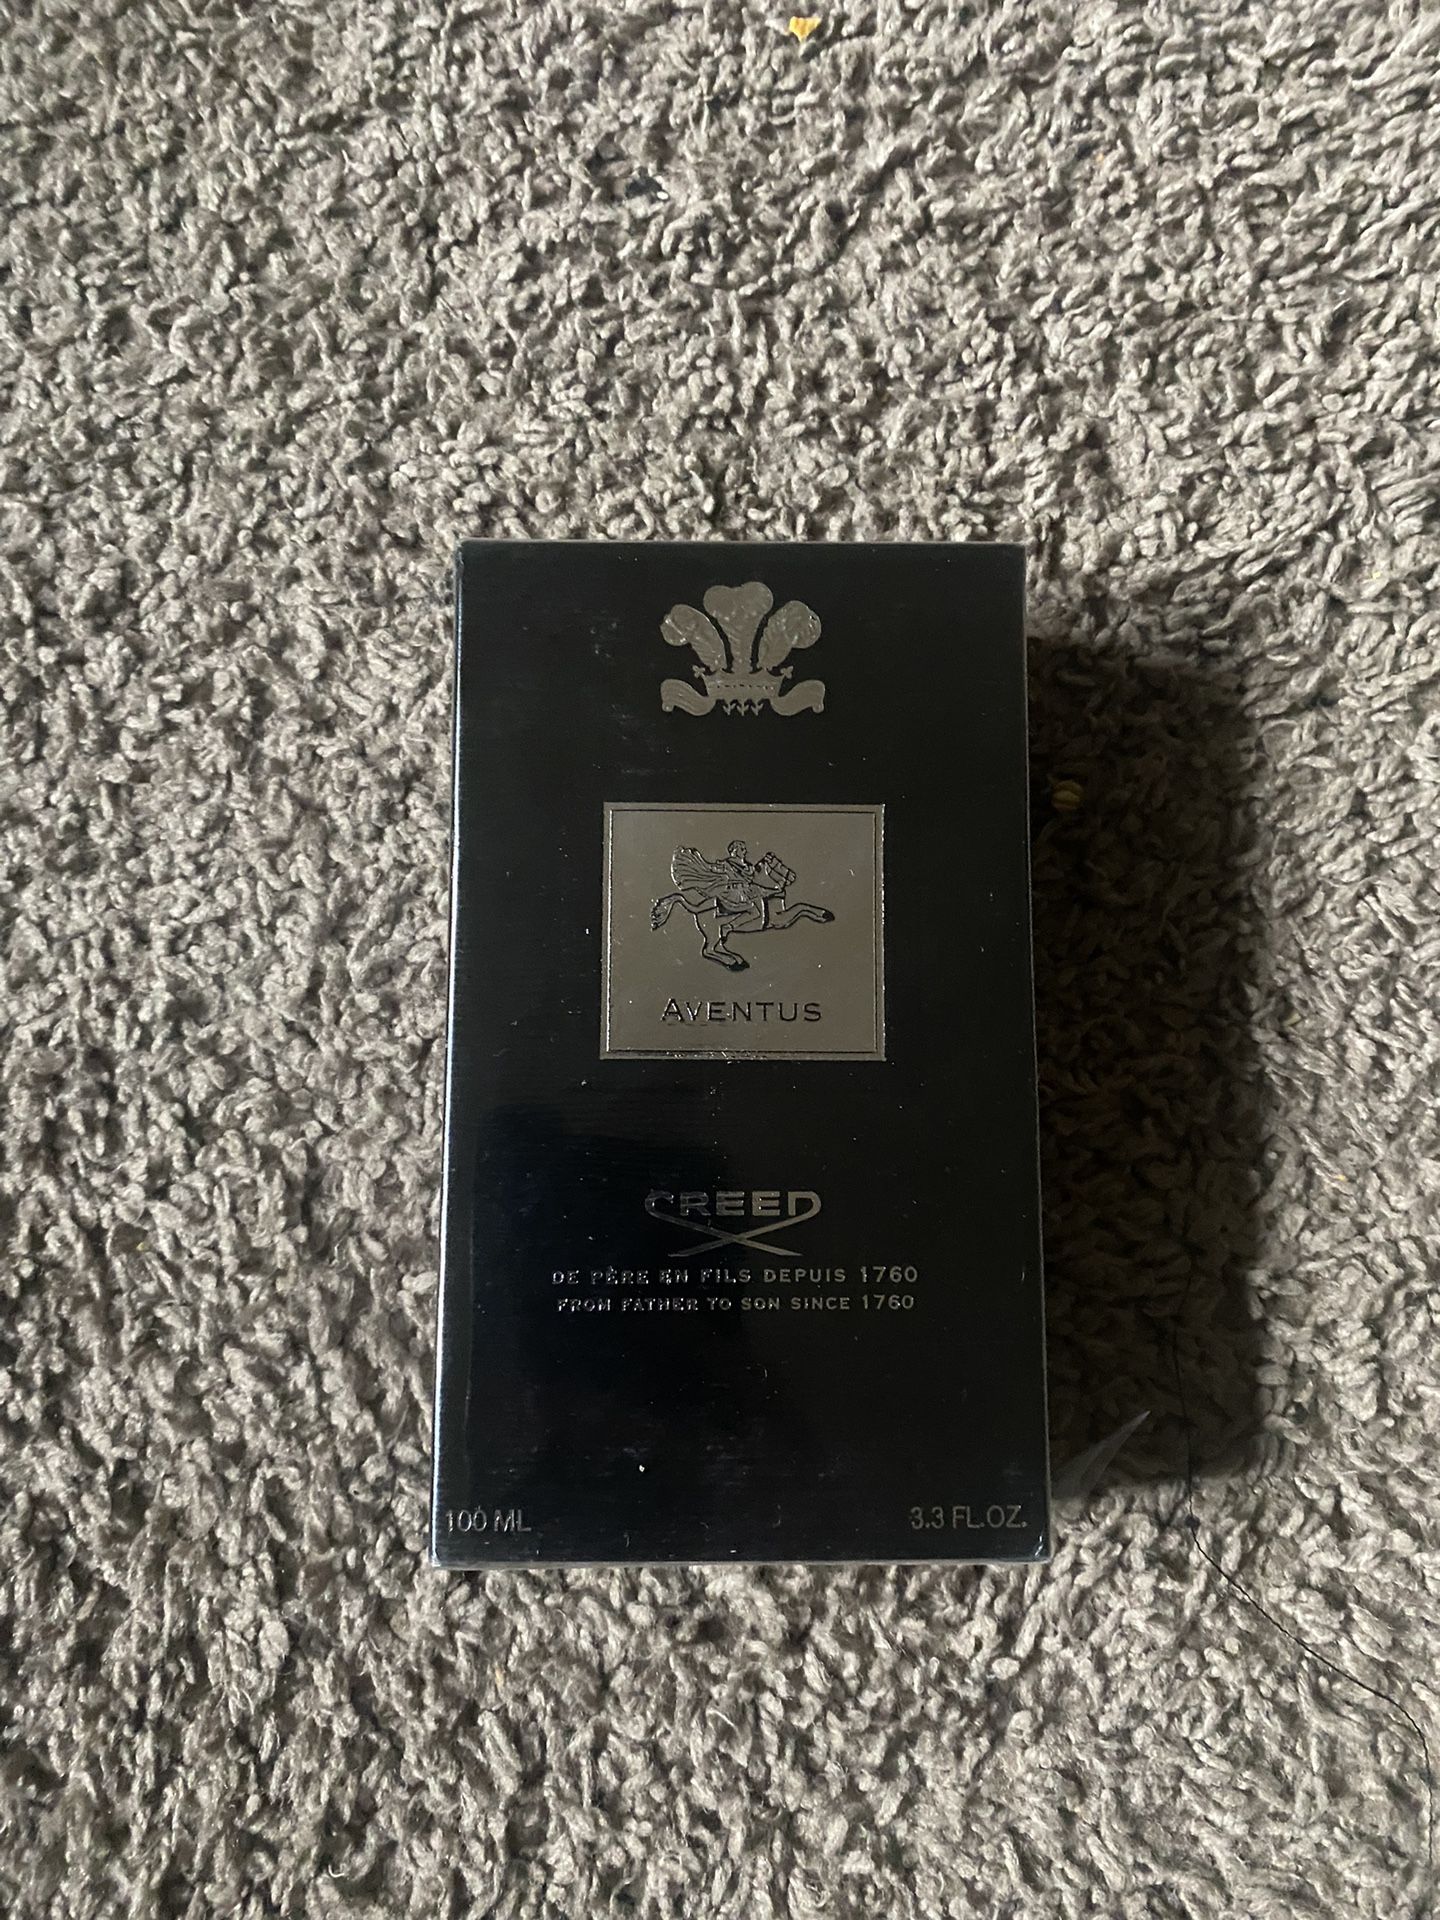 AVENTUS
CREED
DE PÈRE EN FILS DEPUIS 1760
FROM FATHER TO SON SINCE 1760
100 ML
3.3 FL.OZ.